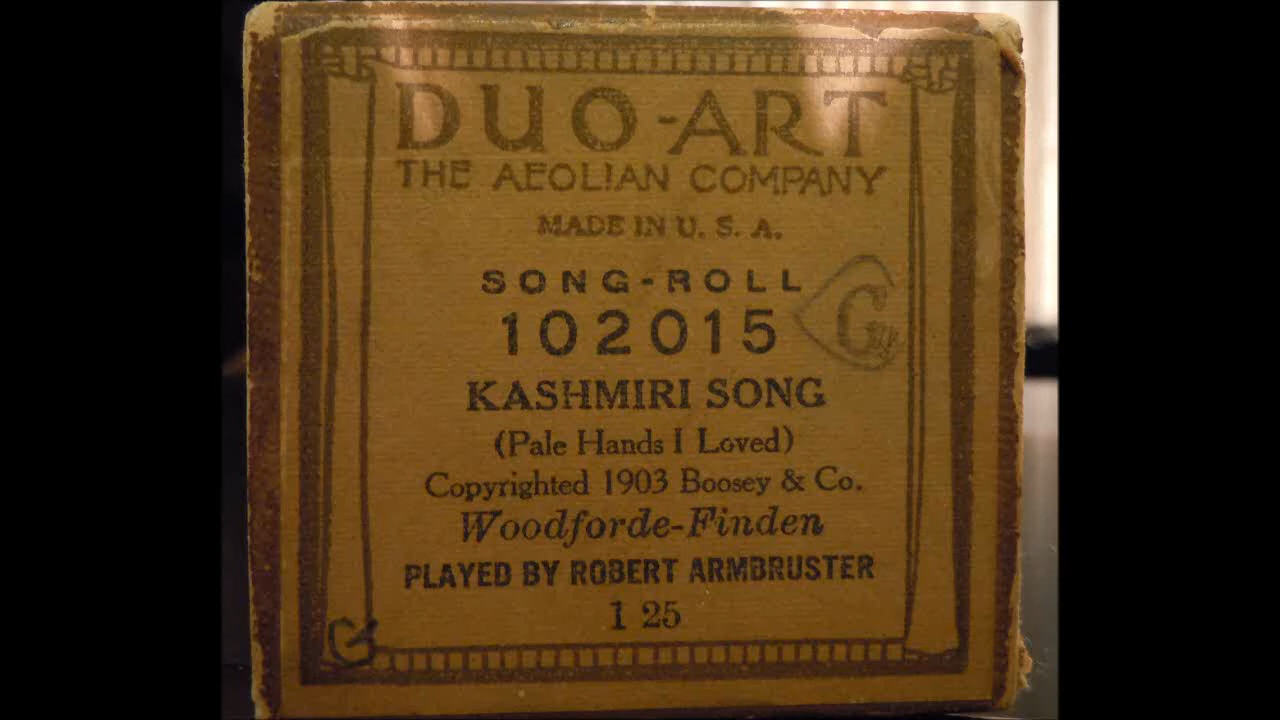 DUO-ART
THE AEOLIAN COMPANY
MADE IN U. S. A.
SONG-ROLL
102015
KASHMIRI SONG
(Pale Hands I Loved)
Copyrighted 1903 Boosey & Co.
Woodforde-Finden
PLAYED BY ROBERT ARMBRUSTER
1 25
G